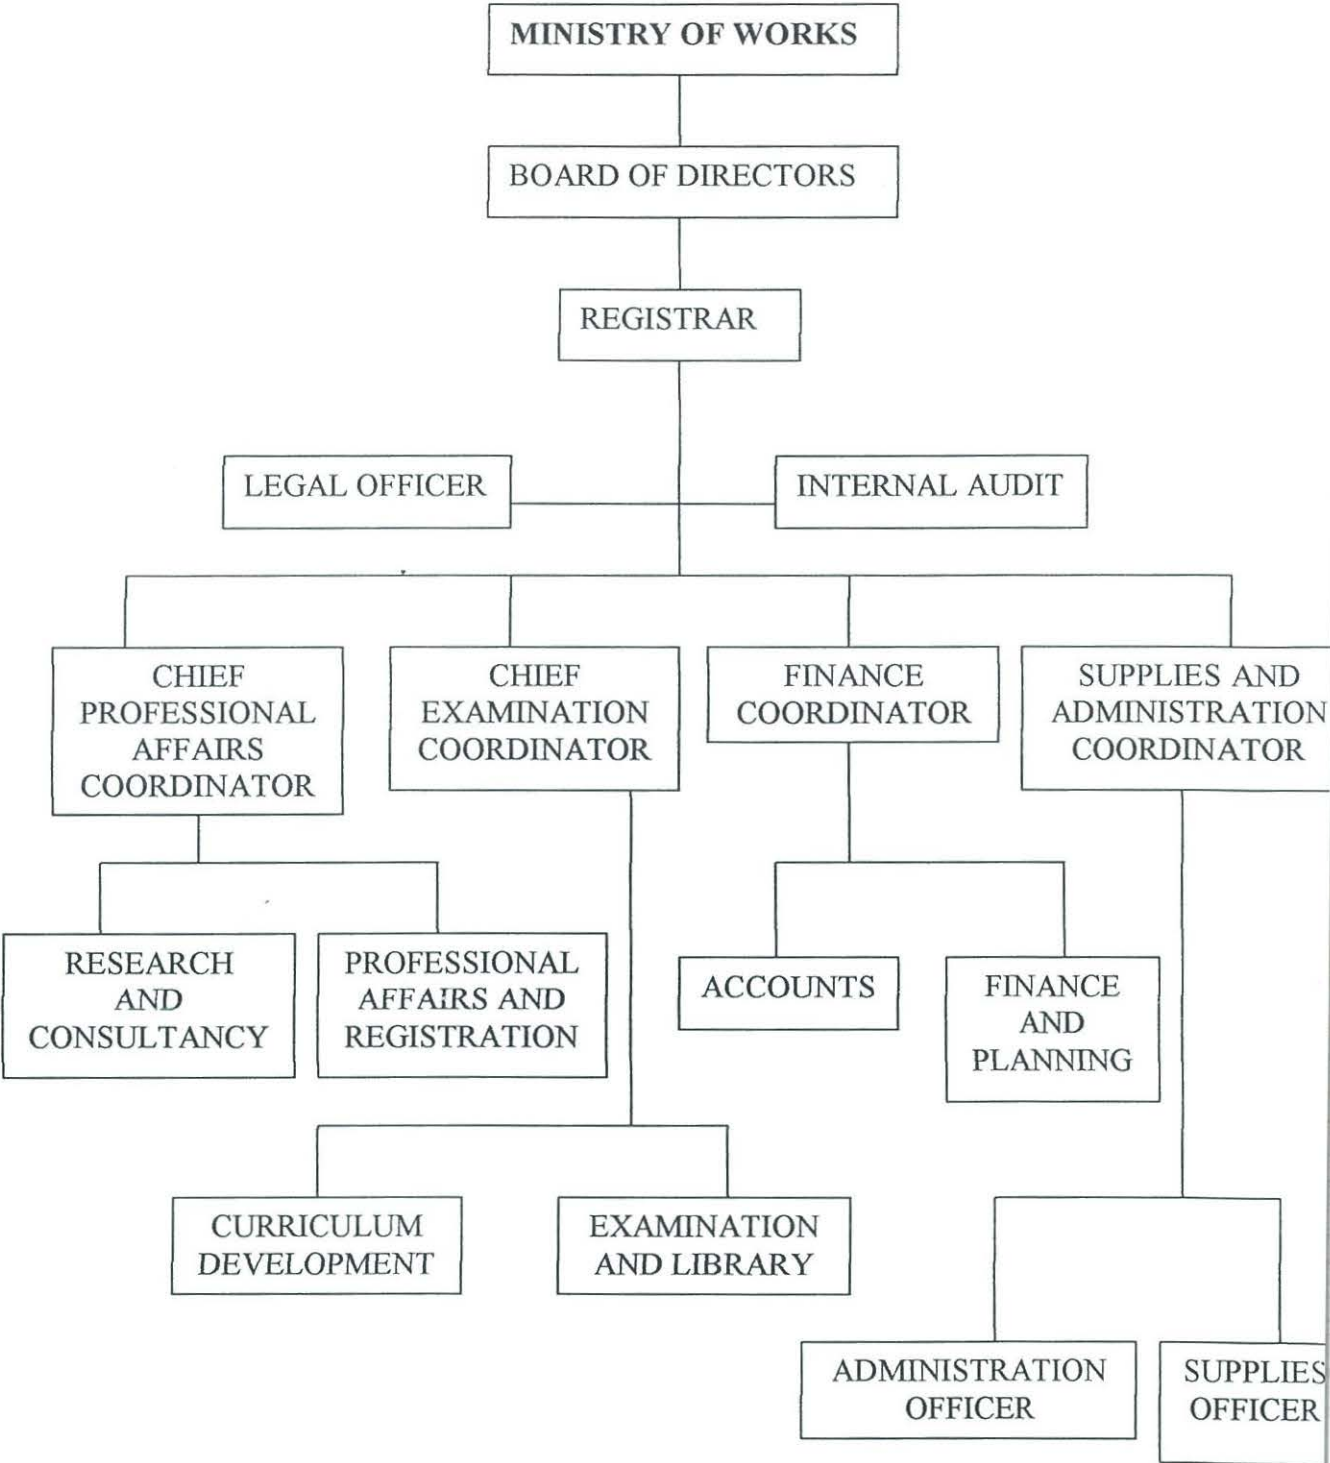 MINISTRY OF WORKS
BOARD OF DIRECTORS
REGISTRAR
LEGAL OFFICER
INTERNAL AUDIT
CHIEF
PROFESSIONAL
AFFAIRS
COORDINATOR
CHIEF
EXAMINATION
COORDINATOR
FINANCE
COORDINATOR
SUPPLIES AND
ADMINISTRATION
COORDINATOR
RESEARCH
AND
CONSULTANCY
PROFESSIONAL
AFFAIRS AND
REGISTRATION
ACCOUNTS
FINANCE
AND
PLANNING
CURRICULUM
DEVELOPMENT
EXAMINATION
AND LIBRARY
ADMINISTRATION
OFFICER
SUPPLIES
OFFICER